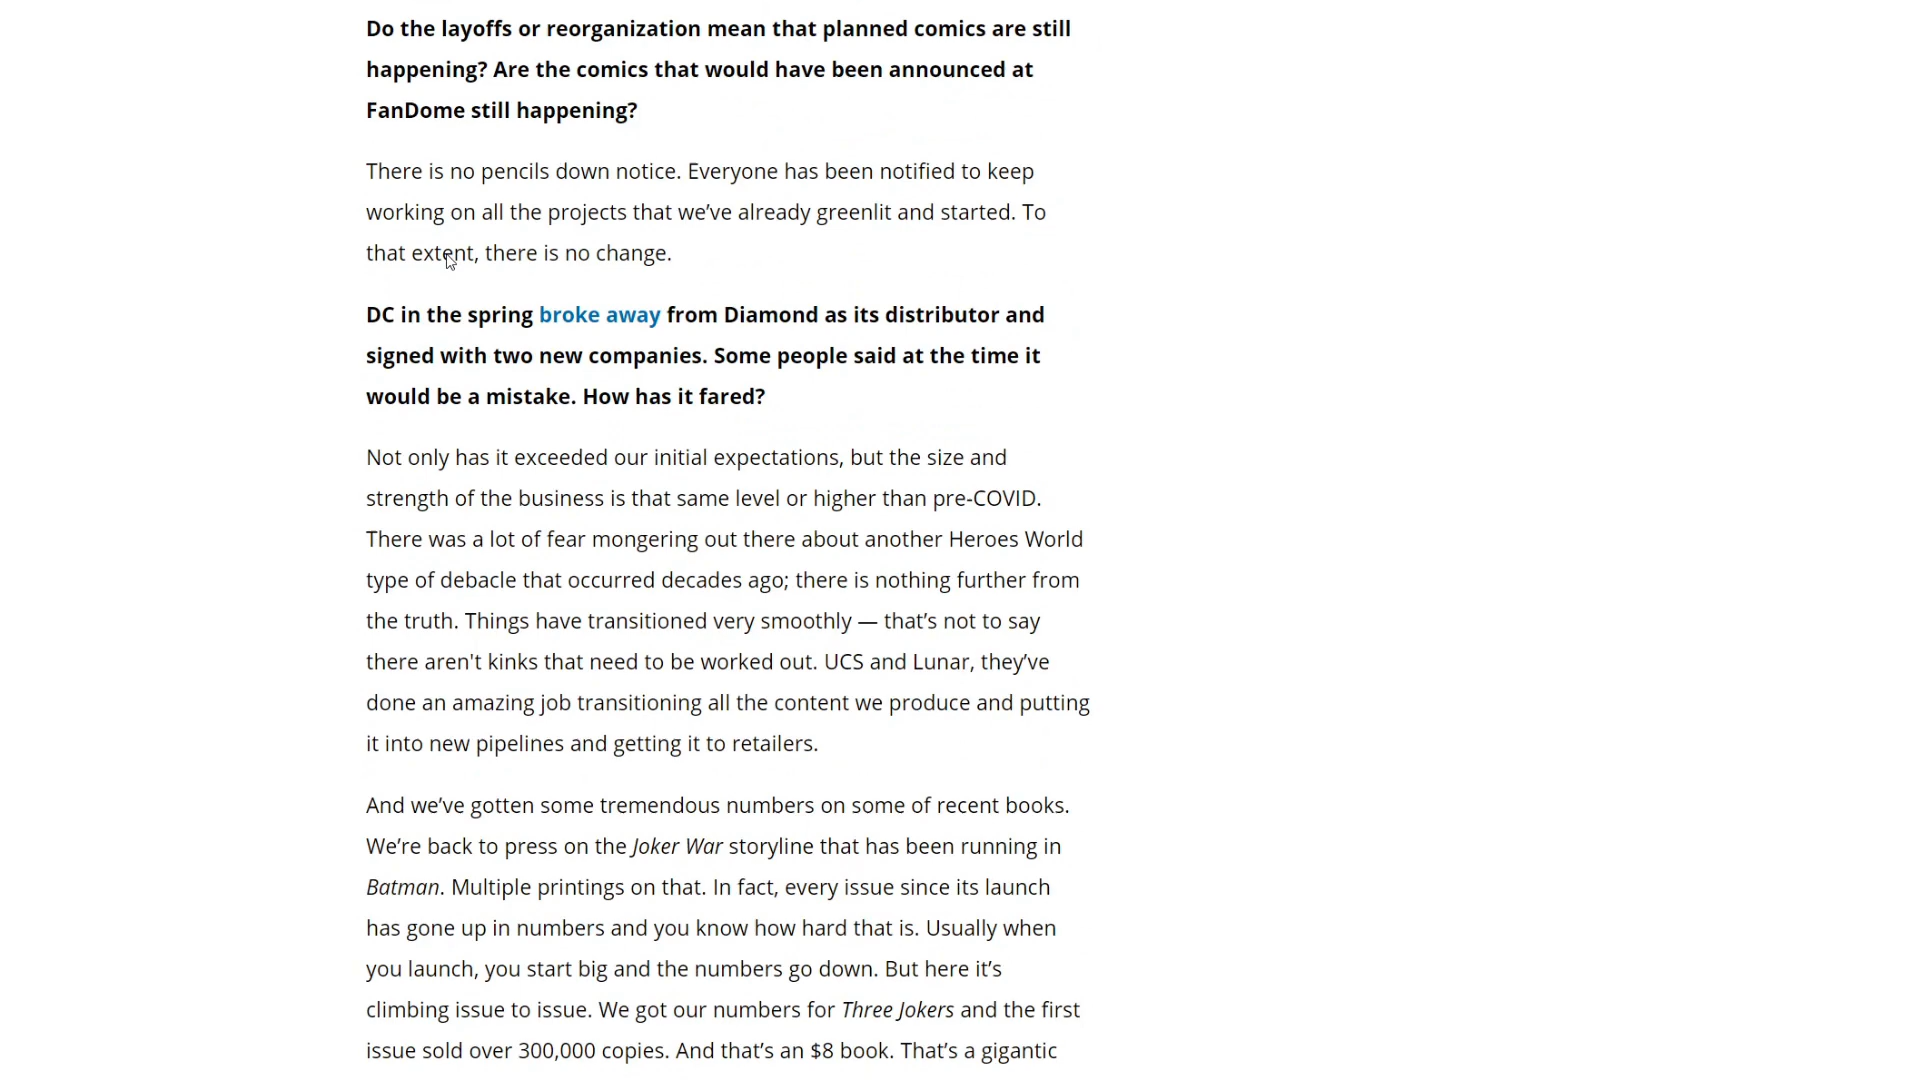 Do the layoffs or reorganization mean that planned comics are still
happening? Are the comics that would have been announced at
FanDome still happening?
There is no pencils down notice. Everyone has been notified to keep
working on all the projects that we’ve already greenlit and started. To
that extent, there is no change.
DC in the spring broke away from Diamond as its distributor and
signed with two new companies. Some people said at the time it
would be a mistake. How has it fared?
Not only has it exceeded our initial expectations, but the size and
strength of the business is that same level or higher than pre-COVID.
There was a lot of fear mongering out there about another Heroes World
type of debacle that occurred decades ago; there is nothing further from
the truth. Things have transitioned very smoothly — that’s not to say
there aren't kinks that need to be worked out. UCS and Lunar, they’ve
done an amazing job transitioning all the content we produce and putting
it into new pipelines and getting it to retailers.
And we’ve gotten some tremendous numbers on some of recent books.
We’re back to press on the Joker War storyline that has been running in
Batman. Multiple printings on that. In fact, every issue since its launch
has gone up in numbers and you know how hard that is. Usually when
you launch, you start big and the numbers go down. But here it’s
climbing issue to issue. We got our numbers for Three Jokers and the first
issue sold over 300,000 copies. And that’s an $8 book. That’s a gigantic